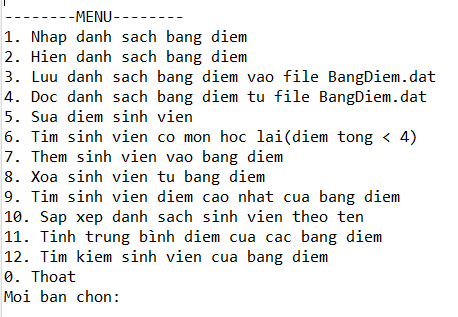 --------MENU--------
1. Nhap danh sach bang diem
2. Hien danh sach bang diem
3. Luu danh sach bang diem vao file BangDiem.dat
4. Doc danh sach bang diem tu file BangDiem.dat
5. Sua diem sinh vien
6. Tim sinh vien co mon hoc lai(diem tong < 4)
7. Them sinh vien vao bang diem
8. Xoa sinh vien tu bang diem
9. Tim sinh vien diem cao nhat cua bang diem
10. Sap xep danh sach sinh vien theo ten
11. Tinh trung bình diem cua cac bang diem
12. Tim kiem sinh vien cua bang diem
0. Thoat
Moi ban chon: